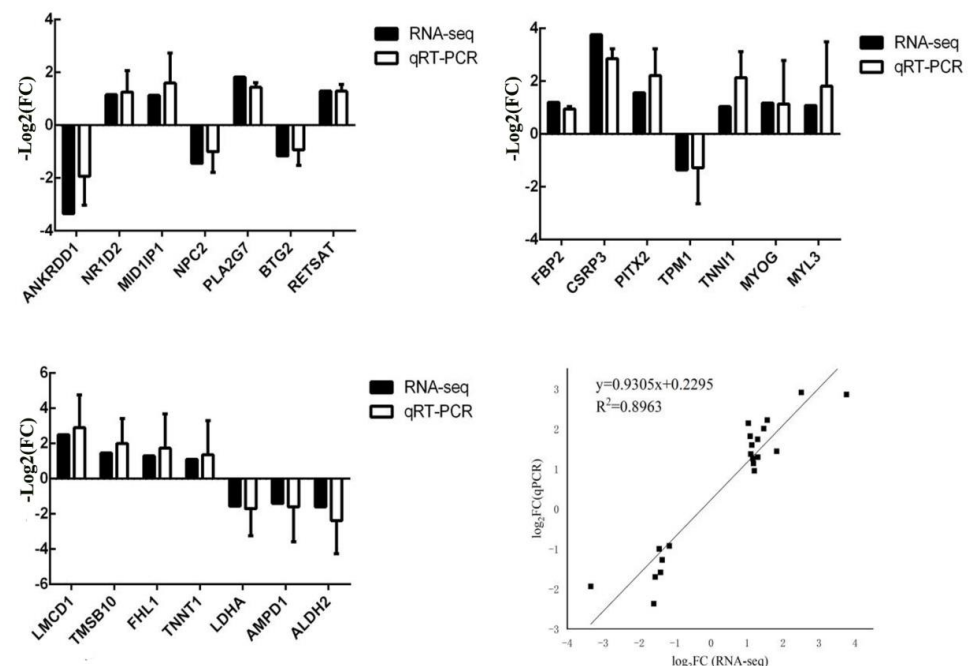 4
2
0
-2
-4
-Log2(FC)
RNA-seq
qRT-PCR
ANKRDD1
NR1D2
MID1IP1
NPC2
PLA2G7
BTG2
RETSAT
4
2
0
-2
-4
-Log2(FC)
RNA-seq
qRT-PCR
FBP2
CSRP3
PITX2
TPM1
TNNI1
MYOG
MYL3
6
4
2
0
-2
-4
-6
-Log2(FC)
RNA-seq
qRT-PCR
LMCD1
TMSB10
FHL1
TNNT1
LDHA
AMPD1
ALDH2
y=0.9305x+0.2295
R²=0.8963
3
2
1
0
-1
-2
-3
log₂FC(qPCR)
-4 -3 -2 -1 0 1 2 3 4
log₂FC (RNA-seq)